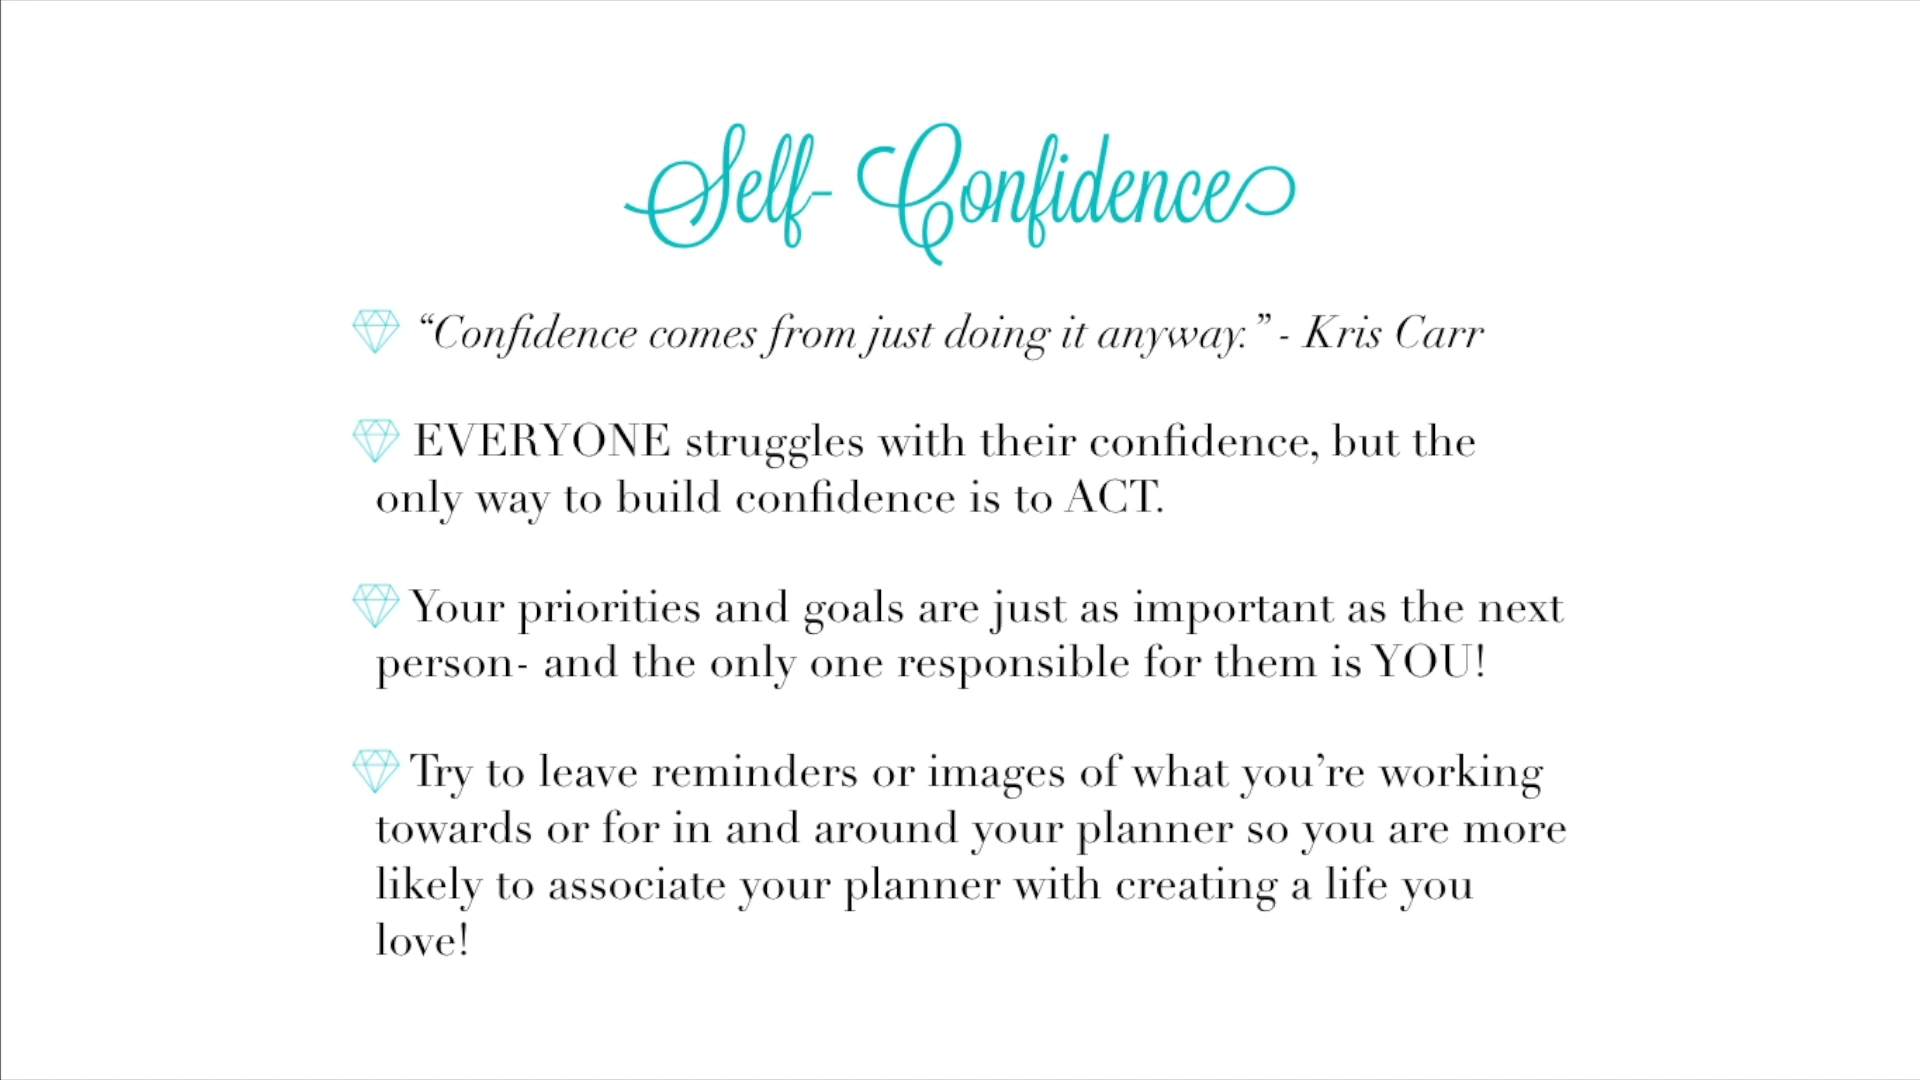 Self- Confidence
“Confidence comes from just doing it anyway.” - Kris Carr
EVERYONE struggles with their confidence, but the
only way to build confidence is to ACT.
Your priorities and goals are just as important as the next
person- and the only one responsible for them is YOU!
Try to leave reminders or images of what you’re working
towards or for in and around your planner so you are more
likely to associate your planner with creating a life you
love!